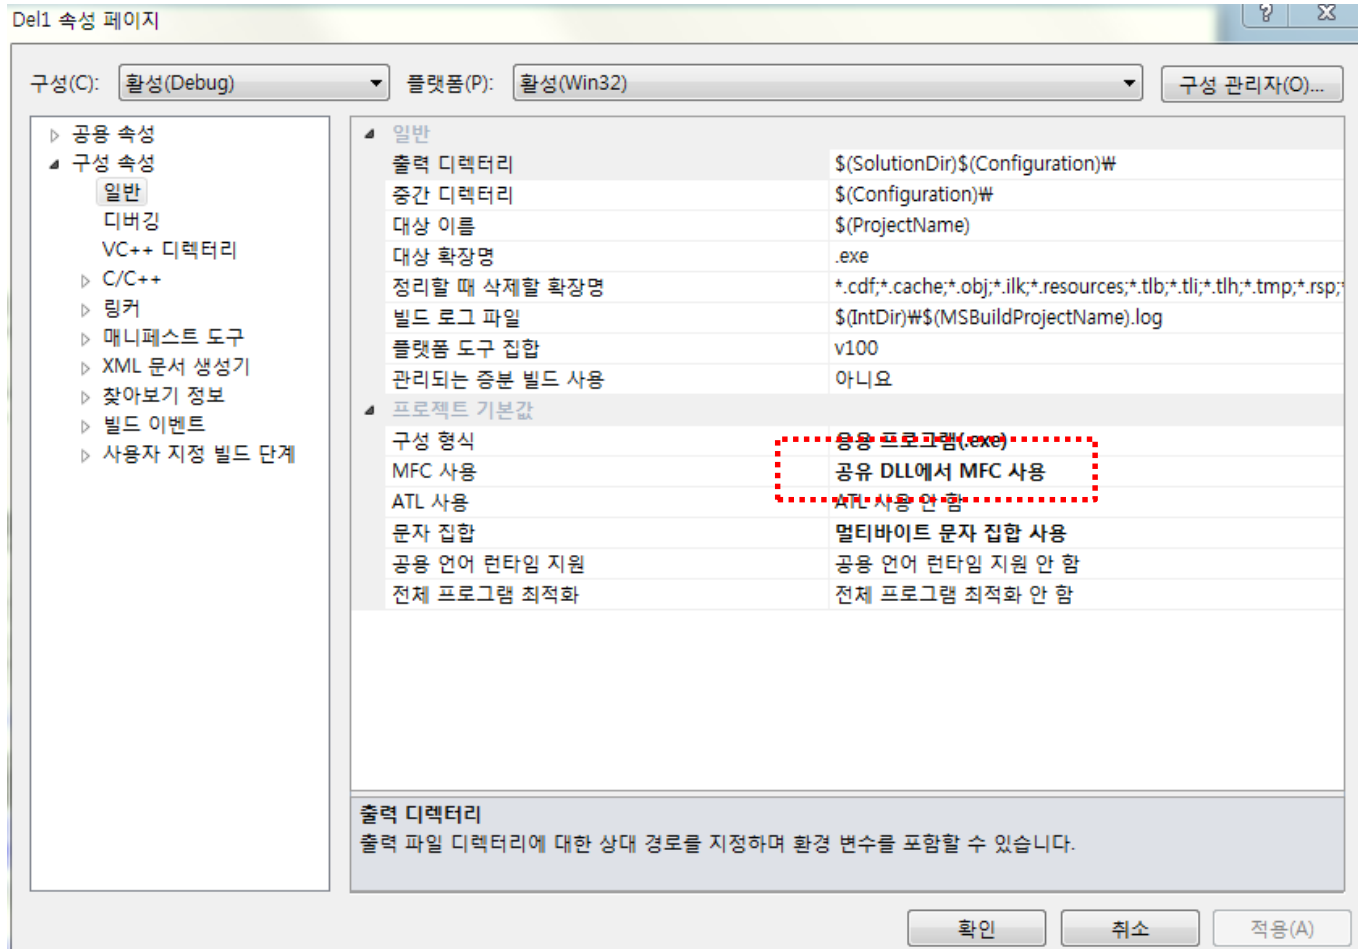 Del1 속성 페이지
구성(C): 활성(Debug) 플랫폼(P): 활성(Win32) 구성 관리자(O)...
공용 속성
구성 속성
일반
디버깅
VC++ 디렉터리
C/C++
링커
매니페스트 도구
XML 문서 생성기
찾아보기 정보
빌드 이벤트
사용자 지정 빌드 단계
일반
출력 디렉터리 $(SolutionDir)$(Configuration)₩
중간 디렉터리 $(Configuration)₩
대상 이름 $(ProjectName)
대상 확장명 .exe
정리할 때 삭제할 확장명 *.cdf;*.cache;*.obj;*.ilk;*.resources;*.tlb;*.tli;*.tlh;*.tmp;*.rsp;
빌드 로그 파일 $(IntDir)₩$(MSBuildProjectName).log
플랫폼 도구 집합 v100
관리되는 증분 빌드 사용 아니요
프로젝트 기본값
구성 형식 응용 프로그램(.exe)
MFC 사용 공유 DLL에서 MFC 사용
ATL 사용 ATL 사용 안 함
문자 집합 멀티바이트 문자 집합 사용
공용 언어 런타임 지원 공용 언어 런타임 지원 안 함
전체 프로그램 최적화 전체 프로그램 최적화 안 함
출력 디렉터리
출력 파일 디렉터리에 대한 상대 경로를 지정하며 환경 변수를 포함할 수 있습니다.
확인 취소 적용(A)